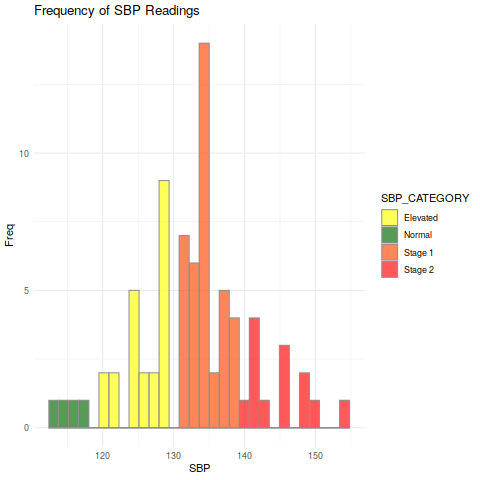 Frequency of SBP Readings
10
5
0
Freq
120 130 140 150
SBP
SBP_CATEGORY
Elevated
Normal
Stage 1
Stage 2